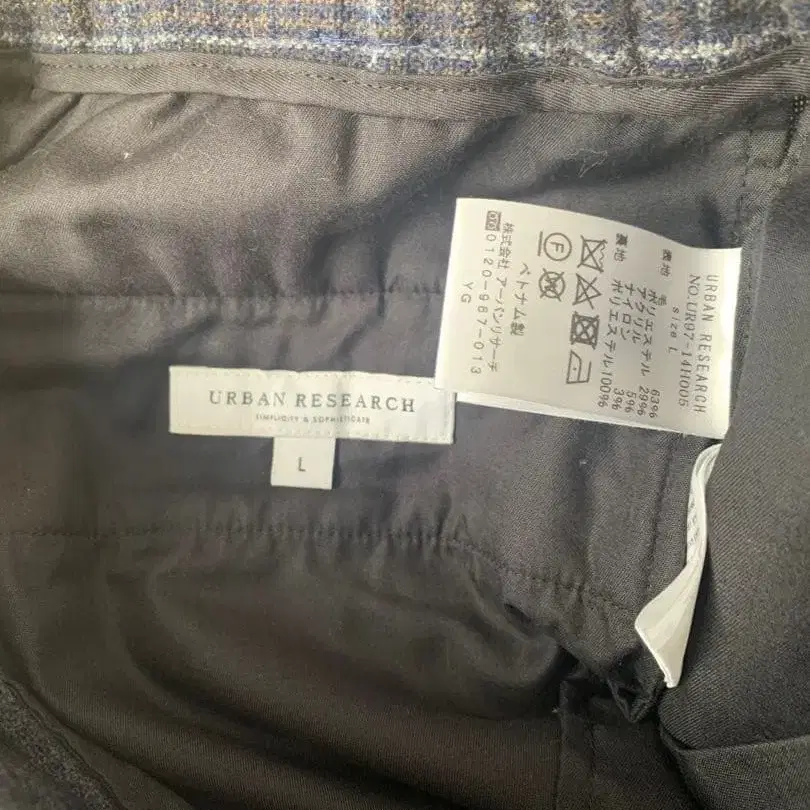 URBAN RESEARCH
SIMPLICITY & SOPHISTICATE
L
URBAN RESEARCH
NO.UR97-14H005
size L
表地 ポリエステル 63%
毛 29%
アクリル 5%
ナイロン 3%
裏地 ポリエステル100%
F
ベトナム製
株式会社 アーバンリサーチ
0120-987-013
YG